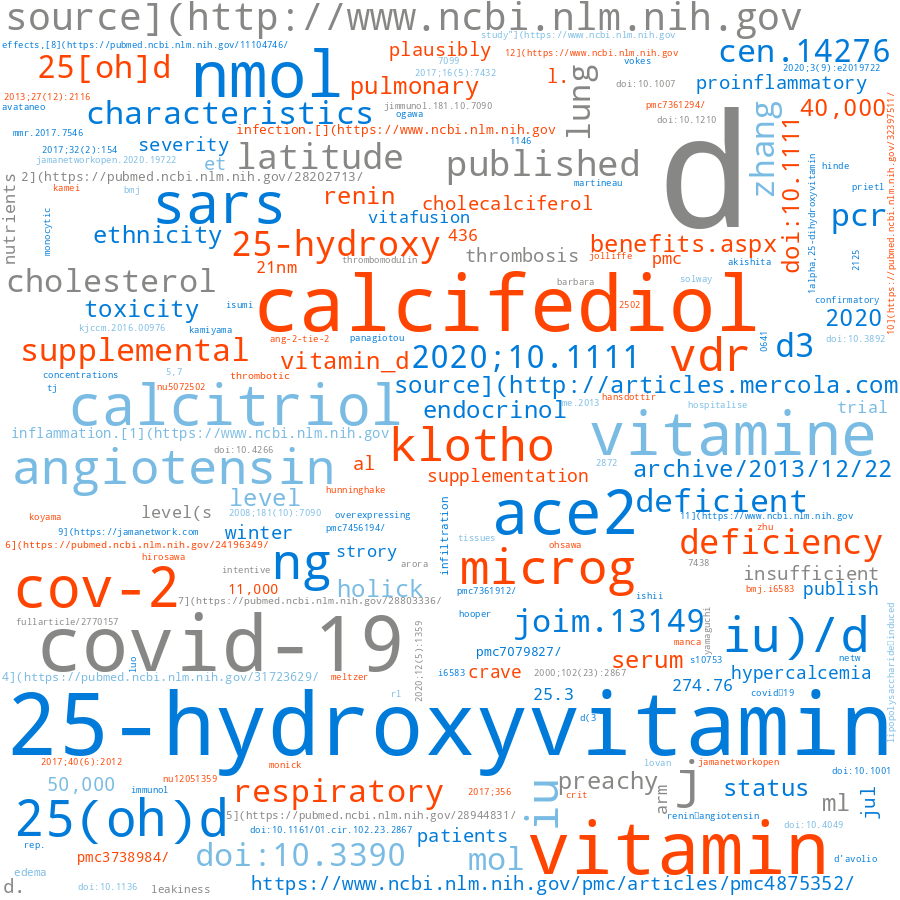 source](http://www.ncbi.nlm.nih.gov
study"](https://www.ncbi.nlm.nih.gov
effects,[8](https://pubmed.ncbi.nlm.nih.gov/11104746/
plausibly
12](https://www.ncbi.nlm.nih.gov
cen.14276
25[oh]d
nmol
7099
vokes
2017;16(5):7432
l.
lung
2020;3(9):e2019722
proinflammatory
pulmonary
doi:10.1007
2013;27(12):2116
avataneo
characteristics
jimmunol.181.10.7090
ogawa
pmc7361294/
doi:10.1210
d
zhang
40,000
mmr.2017.7546
infection.[](https://www.ncbi.nlm.nih.gov
1146
doi:10.1111
10](https://pubmed.ncbi.nlm.nih.gov/32397511/
2017;32(2):154
severity
jamanetworkopen.2020.19722
et
latitude
published
1alpha,25-dihydroxyvitamin
hinde
nutrients
2](https://pubmed.ncbi.nlm.nih.gov/28202713/
kamei
bmj
martineau
prietl
sars
renin
cholecalciferol
pcr
monocytic
ethnicity
vitafusion
25-hydroxy
436
benefits.aspx
thrombosis
jolliffe
pmc
akishita
2125
21nm
thrombomodulin
cholesterol
barbara
solway
calcifediol
toxicity
isumi
2502
confirmatory
2020
kjccm.2016.00976
kamiyama
ang-2-tie-2
panagiotou
0641
d3
doi:10.3892
supplemental
vitamin_d
2020;10.1111
vdr
concentrations
5,7
thrombotic
tj
nu5072502
source](http://articles.mercola.com
calcitriol
endocrinol
me.2013
hansdottir
hospitalise
trial
vitamine
inflammation.[1](https://www.ncbi.nlm.nih.gov
klotho
doi:10.4266
angiotensin
al
supplementation
2872
archive/2013/12/22
hunninghake
level
ace2
deficient
koyama
level(s
2008;181(10):7090
overexpressing
infiltration
11](https://www.ncbi.nlm.nih.gov
9](https://jamanetwork.com
winter
pmc7456194/
tissues
zhu
6](https://pubmed.ncbi.nlm.nih.gov/24196349/
hirosawa
ng
strory
ohsawa
deficiency
intentive
arora
microg
7438
insufficient
cov-2
11,000
holick
pmc7361912/
ishii
bmj.i6583
publish
7](https://pubmed.ncbi.nlm.nih.gov/28803336/
hooper
joim.13149
yamaguchi
iu)/d
lipopolysaccharide▯induced
fullarticle/2770157
covid-19
2020;12(5):1359
manca
pmc7079827/
serum
s10753
netw
luo
4](https://pubmed.ncbi.nlm.nih.gov/31723629/
meltzer
i6583
crave
2000;102(23):2867
hypercalcemia
r1
25.3
274.76
covid▯19
25-hydroxyvitamin
d(3
2017;40(6):2012
monick
lovan
jamanetworkopen
doi:10.1001
50,000
nu12051359
immunol
respiratory
2017;356
iu
preachy
crit
arm
j
status
ml
jul
25(oh)d
5](https://pubmed.ncbi.nlm.nih.gov/28944831/
renin▯angiotensin
doi:10.1161/01.cir.102.23.2867
patients
doi:10.4049
rep.
pmc3738984/
doi:10.3390
mol
vitamin
d'avolio
edema
d.
doi:10.1136
leakiness
https://www.ncbi.nlm.nih.gov/pmc/articles/pmc4875352/